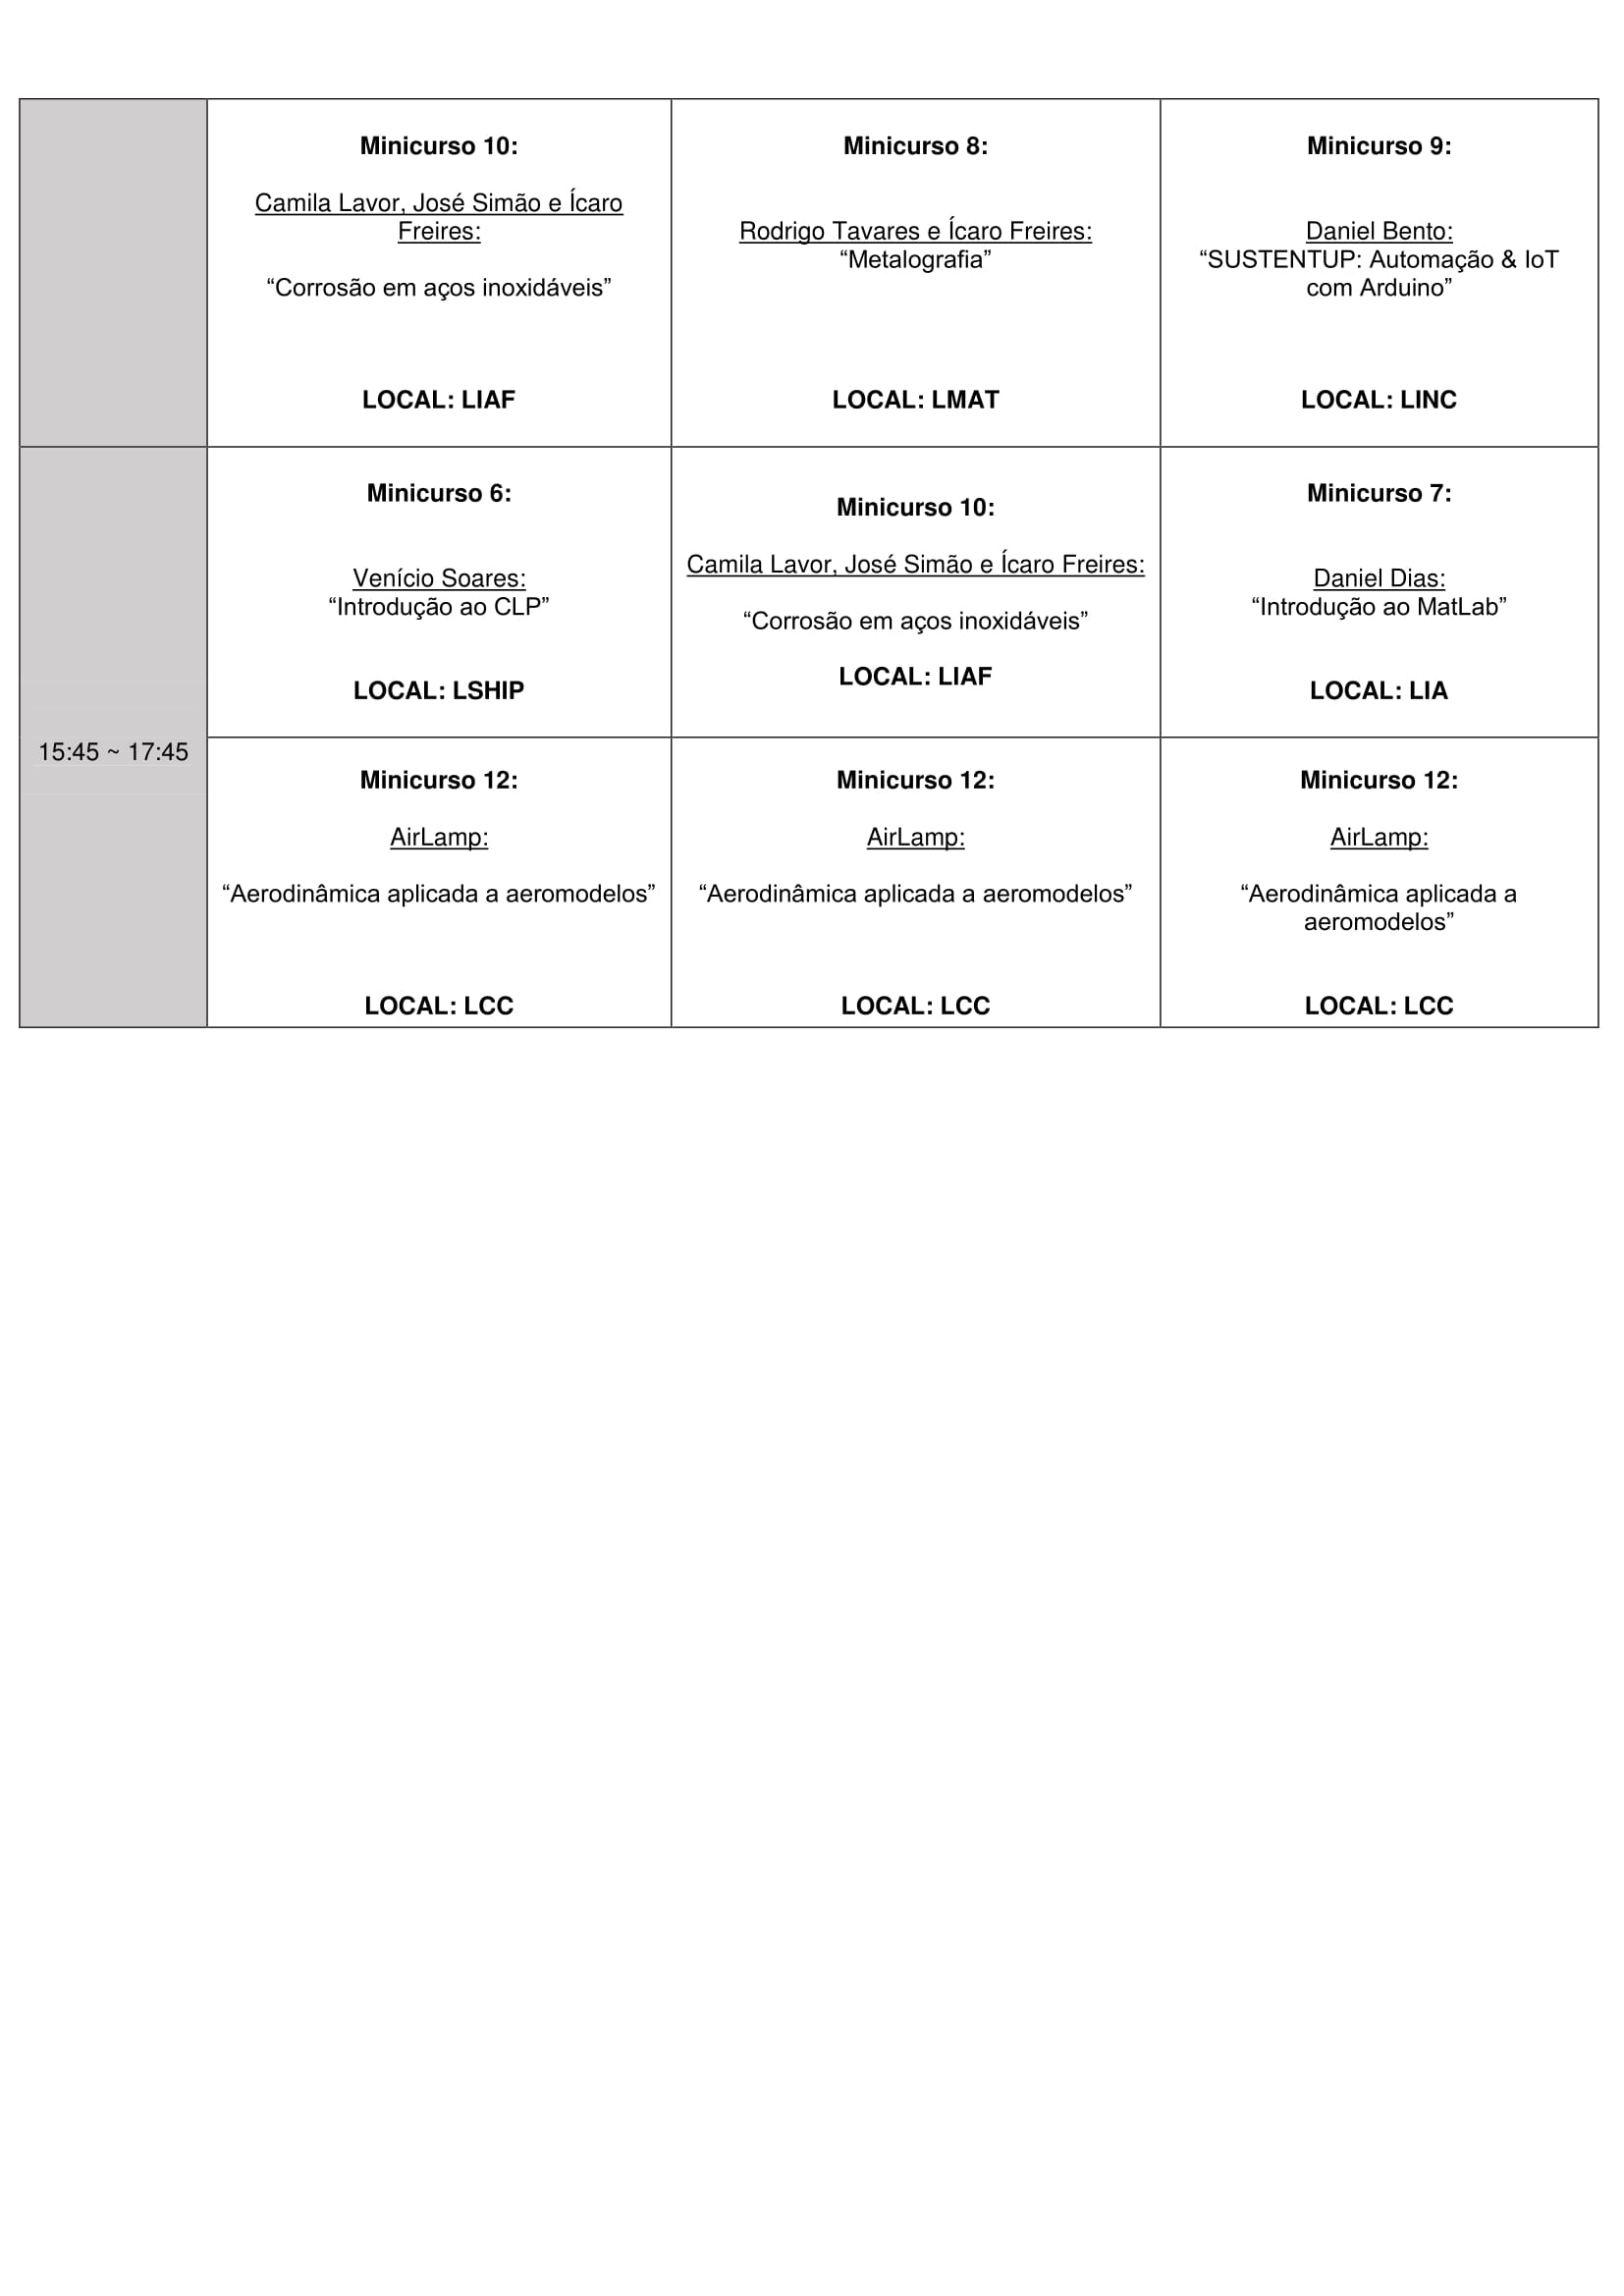 Minicurso 10:
Camila Lavor, José Simão e Ícaro
Freires:
“Corrosão em aços inoxidáveis”
LOCAL: LIAF
Minicurso 8:
Rodrigo Tavares e Ícaro Freires:
“Metalografia”
LOCAL: LMAT
Minicurso 9:
Daniel Bento:
“SUSTENTUP: Automação & IoT
com Arduino”
LOCAL: LINC
15:45 ~ 17:45
Minicurso 6:
Venício Soares:
“Introdução ao CLP”
LOCAL: LSHIP
Minicurso 10:
Camila Lavor, José Simão e Ícaro Freires:
“Corrosão em aços inoxidáveis”
LOCAL: LIAF
Minicurso 7:
Daniel Dias:
“Introdução ao MatLab”
LOCAL: LIA
Minicurso 12:
AirLamp:
“Aerodinâmica aplicada a aeromodelos”
LOCAL: LCC
Minicurso 12:
AirLamp:
“Aerodinâmica aplicada a aeromodelos”
LOCAL: LCC
Minicurso 12:
AirLamp:
“Aerodinâmica aplicada a
aeromodelos”
LOCAL: LCC